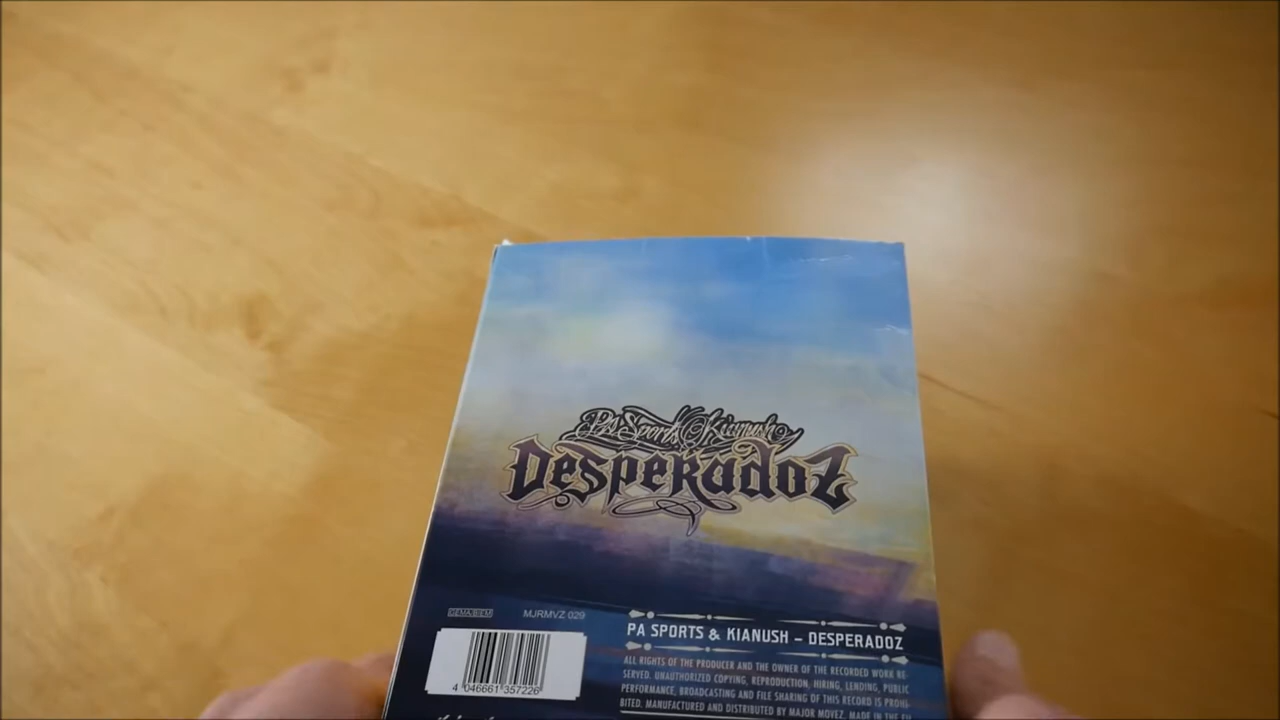 Pa Sports & Kianush
Desperadoz
MJRMVZ 029
4 046661 357226
PA SPORTS & KIANUSH – DESPERADOZ
ALL RIGHTS OF THE PRODUCER AND THE OWNER OF THE RECORDED WORK RE-
SERVED. UNAUTHORIZED COPYING, REPRODUCTION, HIRING, LENDING, PUBLIC
PERFORMANCE, BROADCASTING AND FILE SHARING OF THIS RECORD IS PROHI-
BITED. MANUFACTURED AND DISTRIBUTED BY MAJOR MOVEZ. MADE IN THE EU